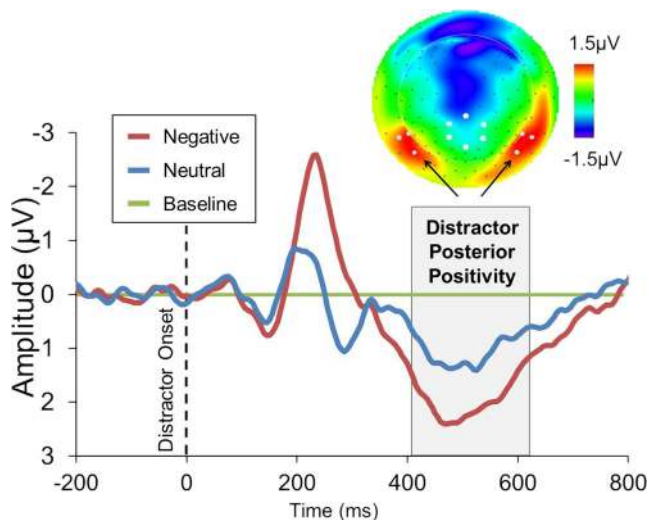 1.5µV
-1.5µV
Negative
Neutral
Baseline
Distractor
Posterior
Positivity
Amplitude (µV)
-3
-2
-1
0
1
2
3
Distractor Onset
-200
0
200
400
600
800
Time (ms)